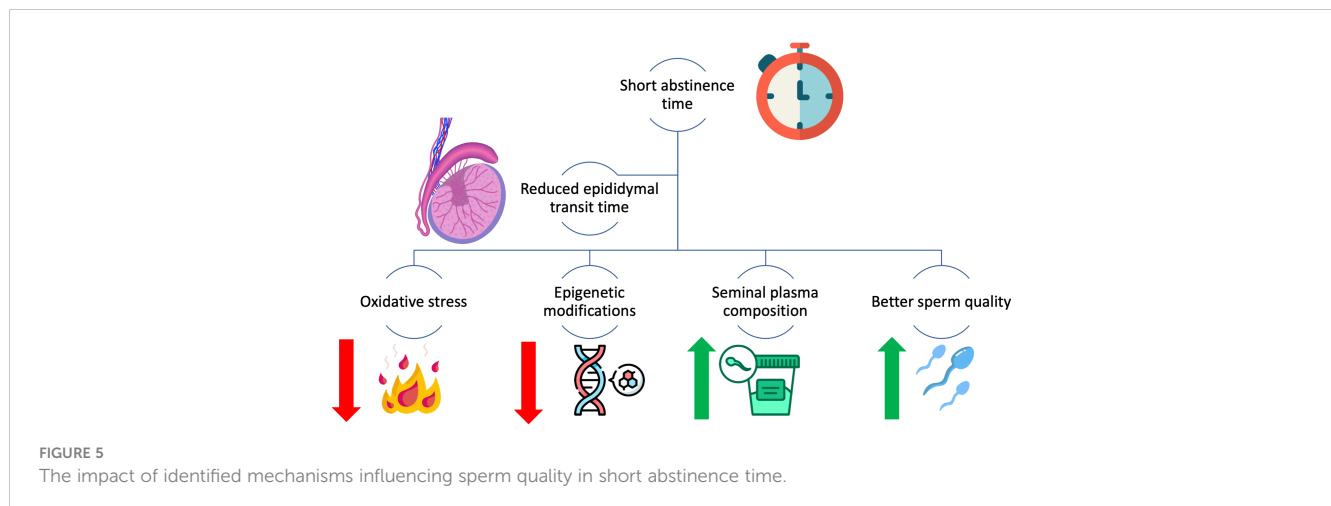 Short abstinence
time
Reduced epididymal
transit time
Oxidative stress
Epigenetic
modifications
Seminal plasma
composition
Better sperm quality
FIGURE 5
The impact of identified mechanisms influencing sperm quality in short abstinence time.